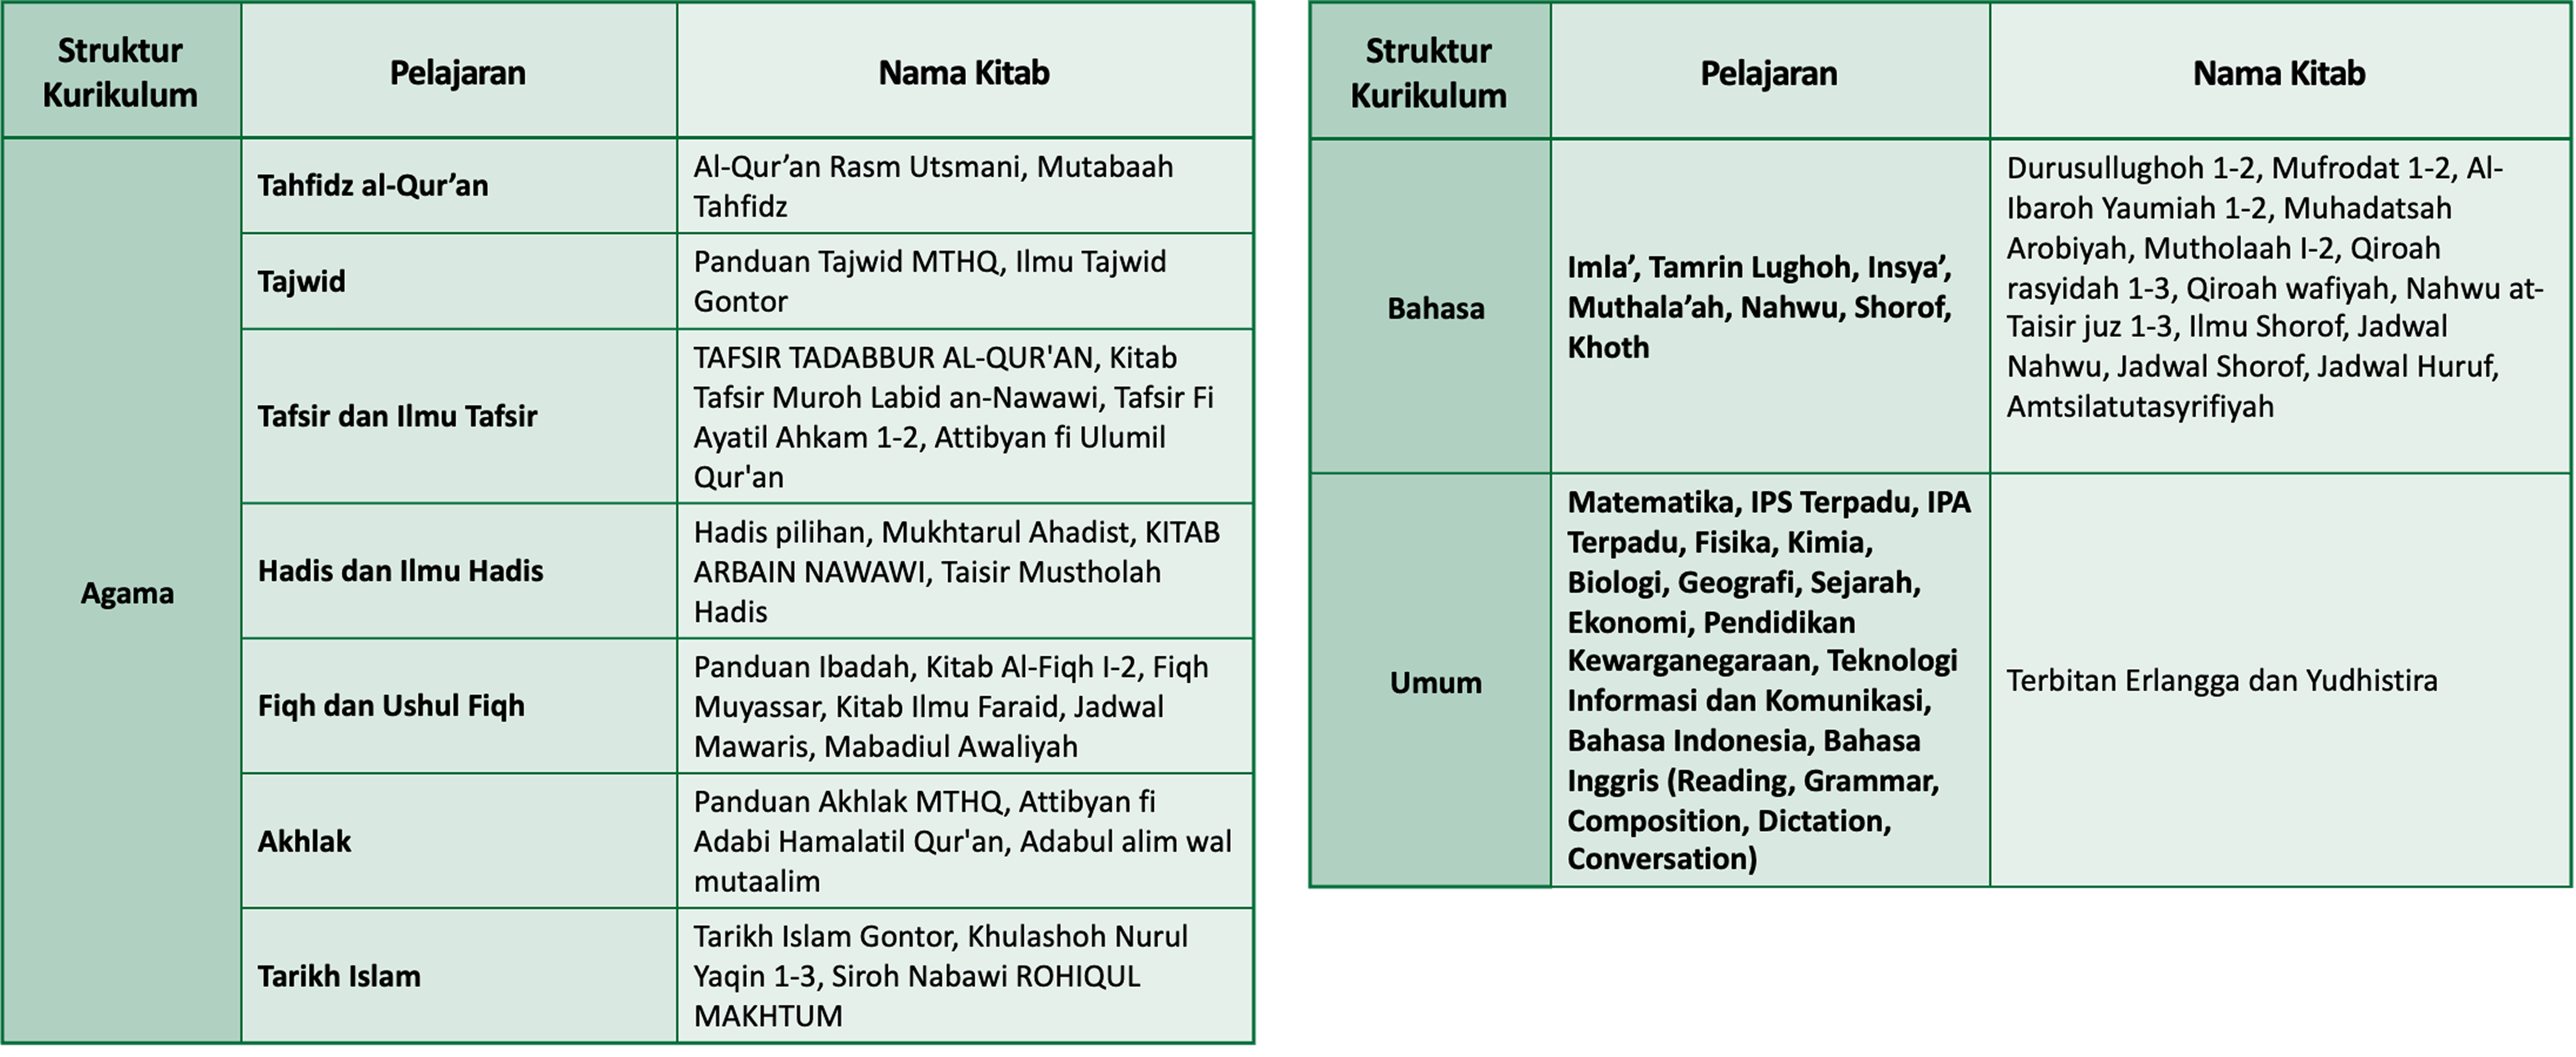 Struktur
Kurikulum
Pelajaran
Nama Kitab
Agama
Tahfidz al-Qur’an
Al-Qur’an Rasm Utsmani, Mutabaah
Tahfidz
Tajwid
Panduan Tajwid MTHQ, Ilmu Tajwid
Gontor
Tafsir dan Ilmu Tafsir
TAFSIR TADABBUR AL-QUR'AN, Kitab
Tafsir Muroh Labid an-Nawawi, Tafsir Fi
Ayatil Ahkam 1-2, Attibyan fi Ulumil
Qur'an
Hadis dan Ilmu Hadis
Hadis pilihan, Mukhtarul Ahadist, KITAB
ARBAIN NAWAWI, Taisir Mustholah
Hadis
Fiqh dan Ushul Fiqh
Panduan Ibadah, Kitab Al-Fiqh I-2, Fiqh
Muyassar, Kitab Ilmu Faraid, Jadwal
Mawaris, Mabadiul Awaliyah
Akhlak
Panduan Akhlak MTHQ, Attibyan fi
Adabi Hamalatil Qur'an, Adabul alim wal
mutaalim
Tarikh Islam
Tarikh Islam Gontor, Khulashoh Nurul
Yaqin 1-3, Siroh Nabawi ROHIQUL
MAKHTUM
Struktur
Kurikulum
Pelajaran
Nama Kitab
Bahasa
Imla’, Tamrin Lughoh, Insya’,
Muthala’ah, Nahwu, Shorof,
Khoth
Durusullughoh 1-2, Mufrodat 1-2, Al-
Ibaroh Yaumiah 1-2, Muhadatsah
Arobiyah, Mutholaah I-2, Qiroah
rasyidah 1-3, Qiroah wafiyah, Nahwu at-
Taisir juz 1-3, Ilmu Shorof, Jadwal
Nahwu, Jadwal Shorof, Jadwal Huruf,
Amtsilatutasyrifiyah
Umum
Matematika, IPS Terpadu, IPA
Terpadu, Fisika, Kimia,
Biologi, Geografi, Sejarah,
Ekonomi, Pendidikan
Kewarganegaraan, Teknologi
Informasi dan Komunikasi,
Bahasa Indonesia, Bahasa
Inggris (Reading, Grammar,
Composition, Dictation,
Conversation)
Terbitan Erlangga dan Yudhistira